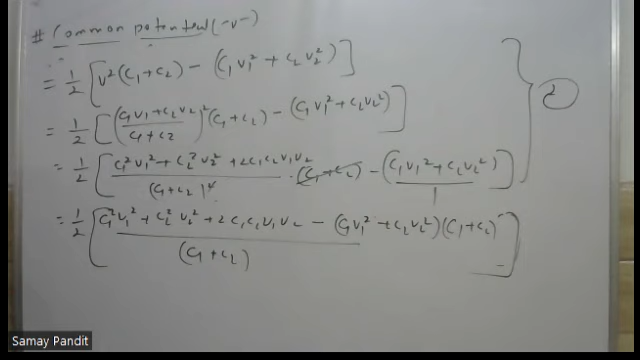 # Common potential (-v-)
= 1/2 [V²(C₁+C₂) - (C₁V₁² + C₂V₂²)]
= 1/2 [((C₁V₁+C₂V₂)/(C₁+C₂))² (C₁+C₂) - (C₁V₁²+C₂V₂²)]
2
= 1/2 [(C₁²V₁²+C₂²V₂²+2C₁C₂V₁V₂)/(C₁+C₂)² · (C₁+C₂) - (C₁V₁²+C₂V₂²)/1]
= 1/2 [(C₁²V₁² + C₂²V₂² + 2C₁C₂V₁V₂ - (C₁V₁²+C₂V₂²)(C₁+C₂))/(C₁+C₂)]
Samay Pandit